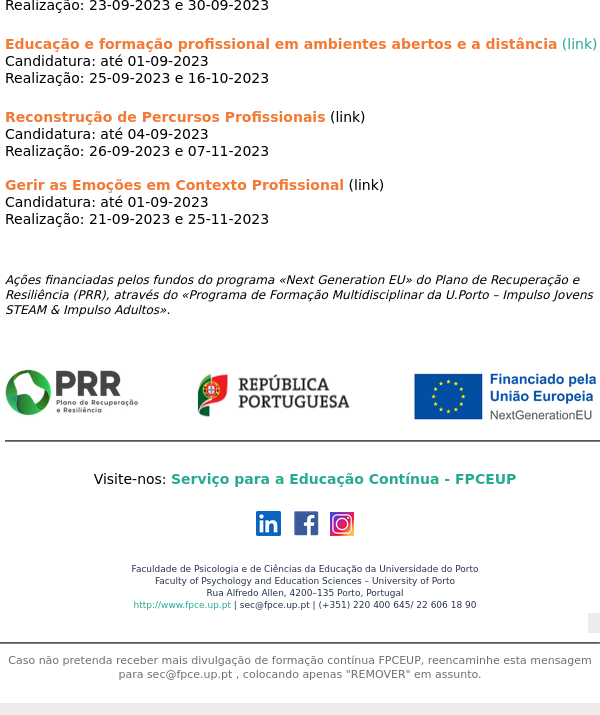 Realização: 23-09-2023 e 30-09-2023
Educação e formação profissional em ambientes abertos e a distância (link)
Candidatura: até 01-09-2023
Realização: 25-09-2023 e 16-10-2023
Reconstrução de Percursos Profissionais (link)
Candidatura: até 04-09-2023
Realização: 26-09-2023 e 07-11-2023
Gerir as Emoções em Contexto Profissional (link)
Candidatura: até 01-09-2023
Realização: 21-09-2023 e 25-11-2023
Ações financiadas pelos fundos do programa «Next Generation EU» do Plano de Recuperação e
Resiliência (PRR), através do «Programa de Formação Multidisciplinar da U.Porto – Impulso Jovens
STEAM & Impulso Adultos».
PRR
Plano de Recuperação
e Resiliência
REPÚBLICA
PORTUGUESA
Financiado pela
União Europeia
NextGenerationEU
Visite-nos: Serviço para a Educação Contínua - FPCEUP
in
f
Faculdade de Psicologia e de Ciências da Educação da Universidade do Porto
Faculty of Psychology and Education Sciences – University of Porto
Rua Alfredo Allen, 4200–135 Porto, Portugal
http://www.fpce.up.pt | sec@fpce.up.pt | (+351) 220 400 645/ 22 606 18 90
Caso não pretenda receber mais divulgação de formação contínua FPCEUP, reencaminhe esta mensagem
para sec@fpce.up.pt , colocando apenas "REMOVER" em assunto.